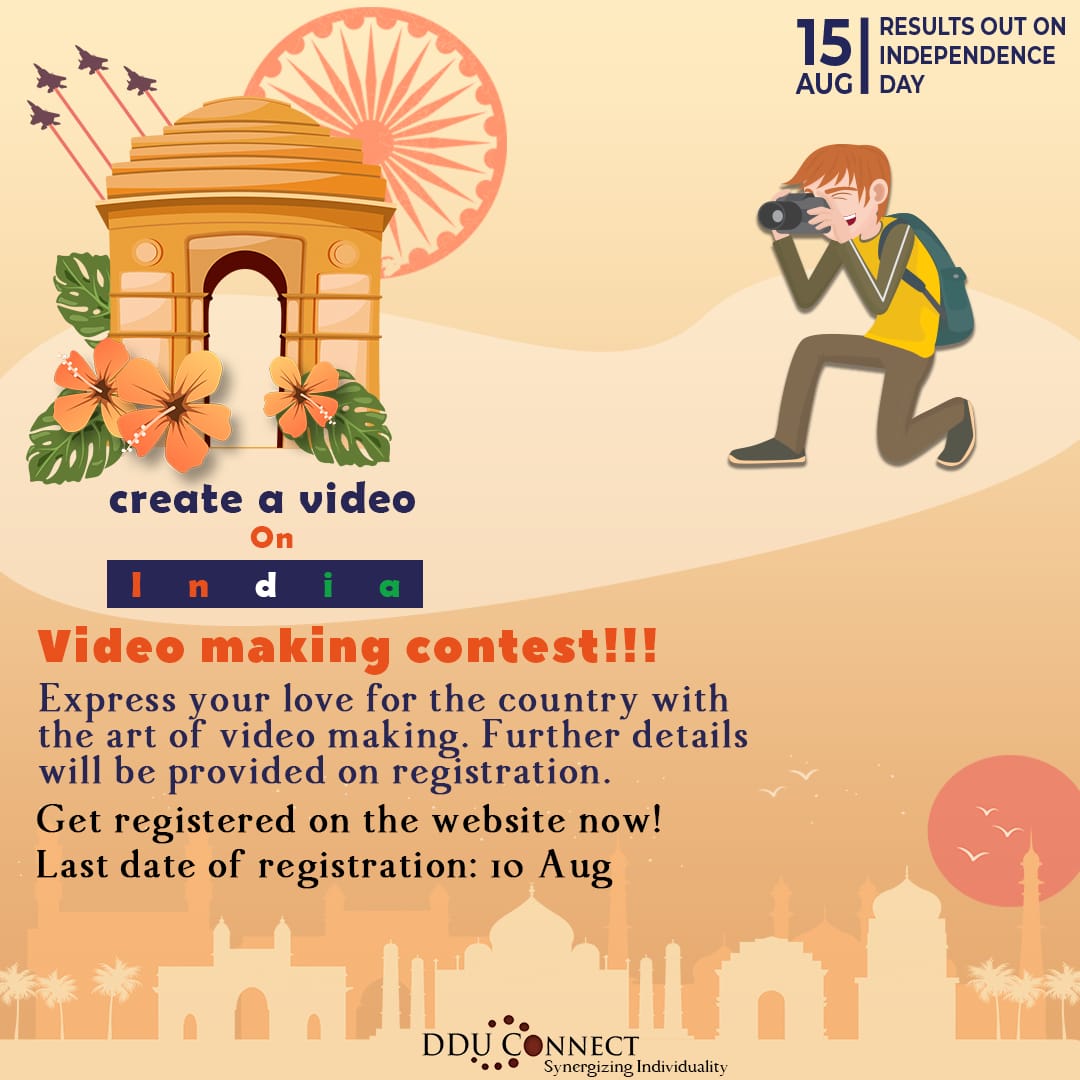 15
AUG
RESULTS OUT ON
INDEPENDENCE
DAY
create a video
On
India
Video making contest!!!
Express your love for the country with
the art of video making. Further details
will be provided on registration.
Get registered on the website now!
Last date of registration: 10 Aug
DDU CONNECT
Synergizing Individuality